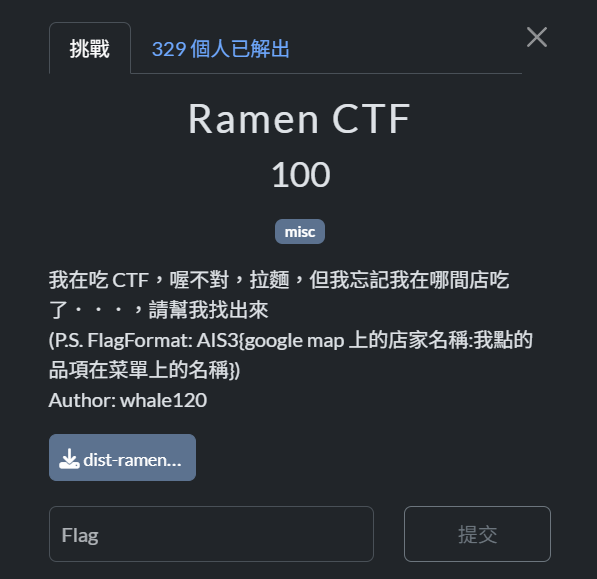 挑戰
329 個人已解出
Ramen CTF
100
misc
我在吃 CTF，喔不對，拉麵，但我忘記我在哪間店吃
了．．．，請幫我找出來
(P.S. FlagFormat: AIS3{google map 上的店家名稱:我點的
品項在菜單上的名稱})
Author: whale120
dist-ramen...
Flag
提交